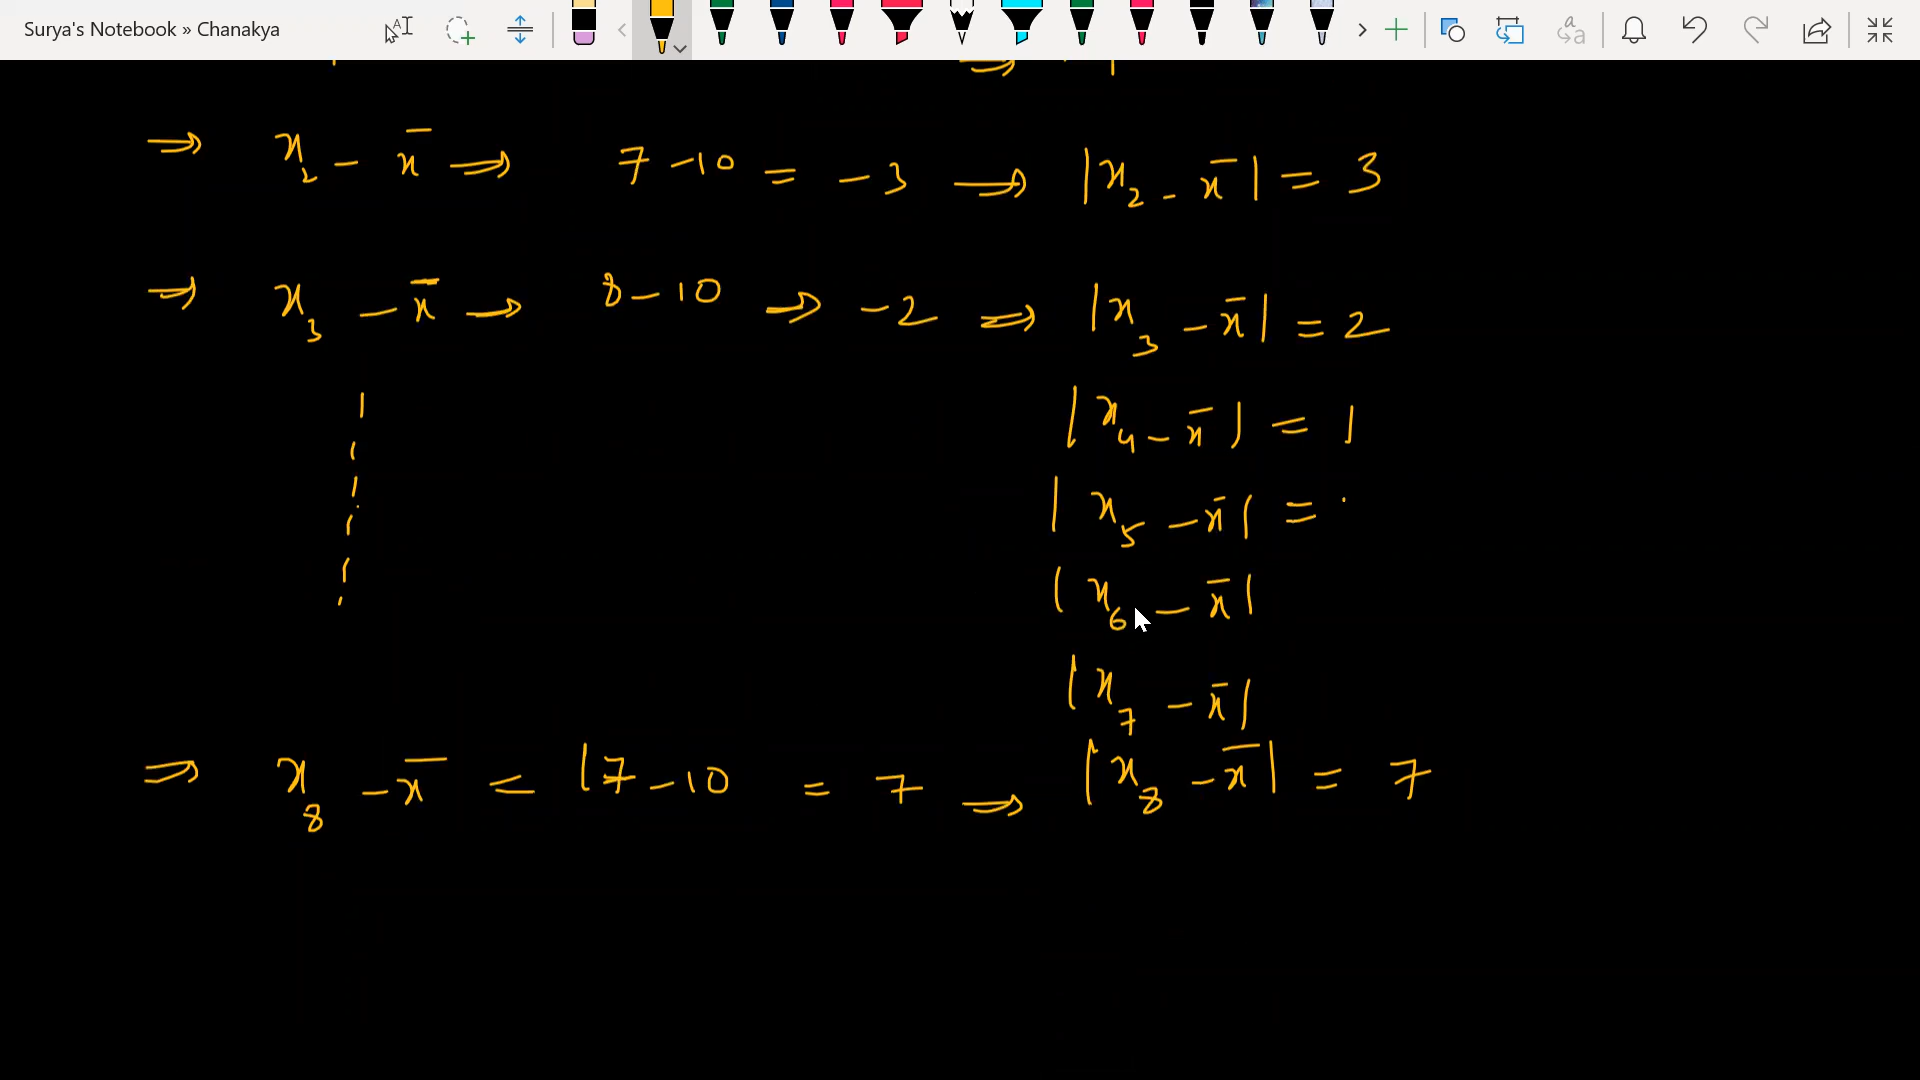 Surya's Notebook » Chanakya
⇒ x₂ - x̄ ⇒ 7 - 10 = - 3 ⇒ |x₂ - x̄| = 3
⇒ x₃ - x̄ → 8 - 10 ⇒ - 2 ⇒ |x₃ - x̄| = 2
|x₄ - x̄| = 1
|x₅ - x̄| =
|x₆ - x̄|
|x₇ - x̄|
⇒ x₈ - x̄ = 17 - 10 = 7 ⇒ |x₈ - x̄| = 7